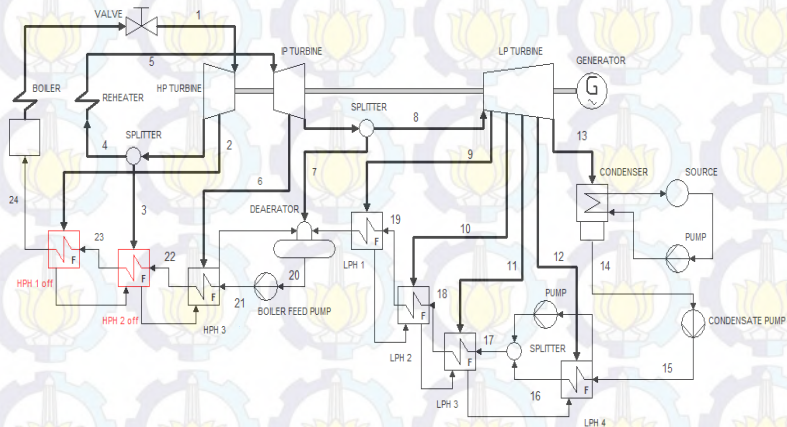 VALVE
1
5
IP TURBINE
LP TURBINE
GENERATOR
G
~
BOILER
REHEATER
HP TURBINE
SPLITTER
SPLITTER
8
4
2
13
9
CONDENSER
SOURCE
6
7
3
DEAERATOR
24
19
10
23
22
F
F
F
F
12
PUMP
14
HPH 1 off
HPH 2 off
21
20
HPH 3
BOILER FEED PUMP
LPH 1
18
11
F
PUMP
LPH 2
17
F
SPLITTER
CONDENSATE PUMP
LPH 3
16
F
15
LPH 4